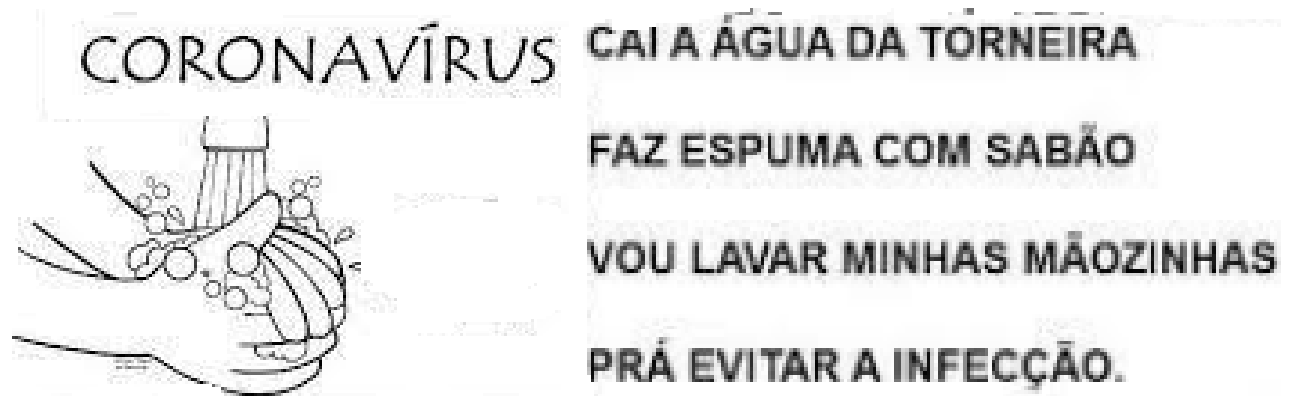 CORONAVÍRUS
CAI A ÁGUA DA TORNEIRA
FAZ ESPUMA COM SABÃO
VOU LAVAR MINHAS MÃOZINHAS
PRÁ EVITAR A INFECÇÃO.